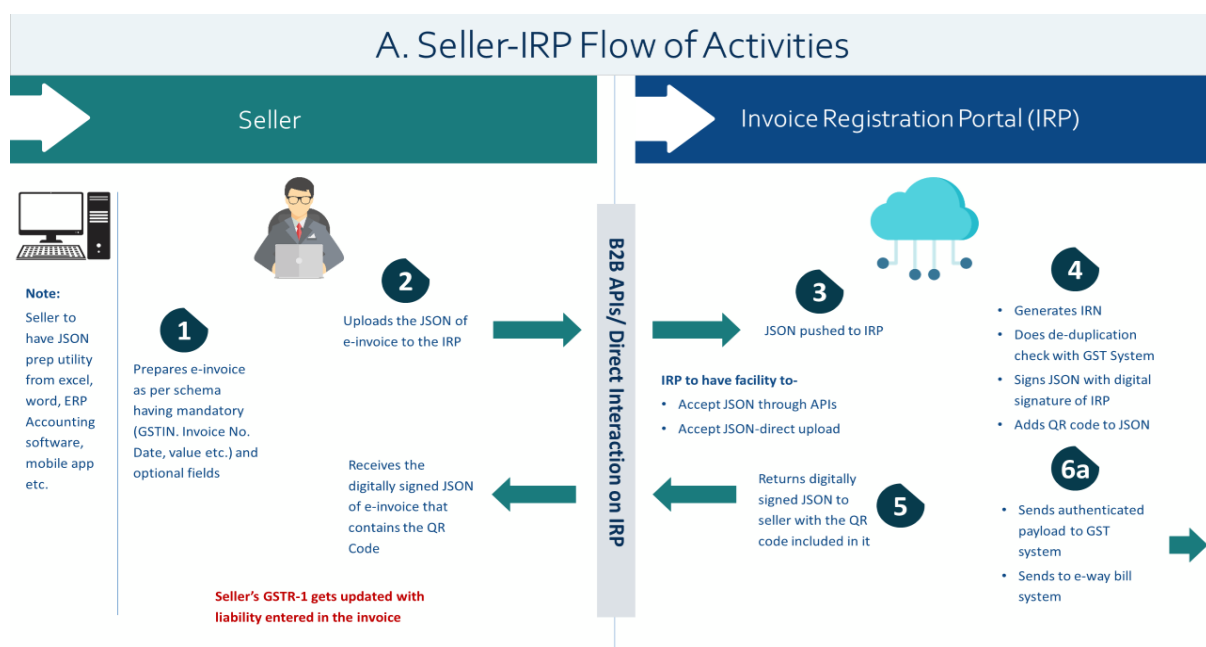 A. Seller-IRP Flow of Activities
Seller
Invoice Registration Portal (IRP)
Note:
Seller to
have JSON
prep utility
from excel,
word, ERP
Accounting
software,
mobile app
etc.
1
Prepares e-invoice
as per schema
having mandatory
(GSTIN. Invoice No.
Date, value etc.) and
optional fields
2
Uploads the JSON of
e-invoice to the IRP
B2B APIs/ Direct Interaction on IRP
3
JSON pushed to IRP
IRP to have facility to-
• Accept JSON through APIs
• Accept JSON-direct upload
4
• Generates IRN
• Does de-duplication
check with GST System
• Signs JSON with digital
signature of IRP
• Adds QR code to JSON
5
Returns digitally
signed JSON to
seller with the QR
code included in it
Receives the
digitally signed JSON
of e-invoice that
contains the QR
Code
6a
• Sends authenticated
payload to GST
system
• Sends to e-way bill
system
Seller's GSTR-1 gets updated with
liability entered in the invoice